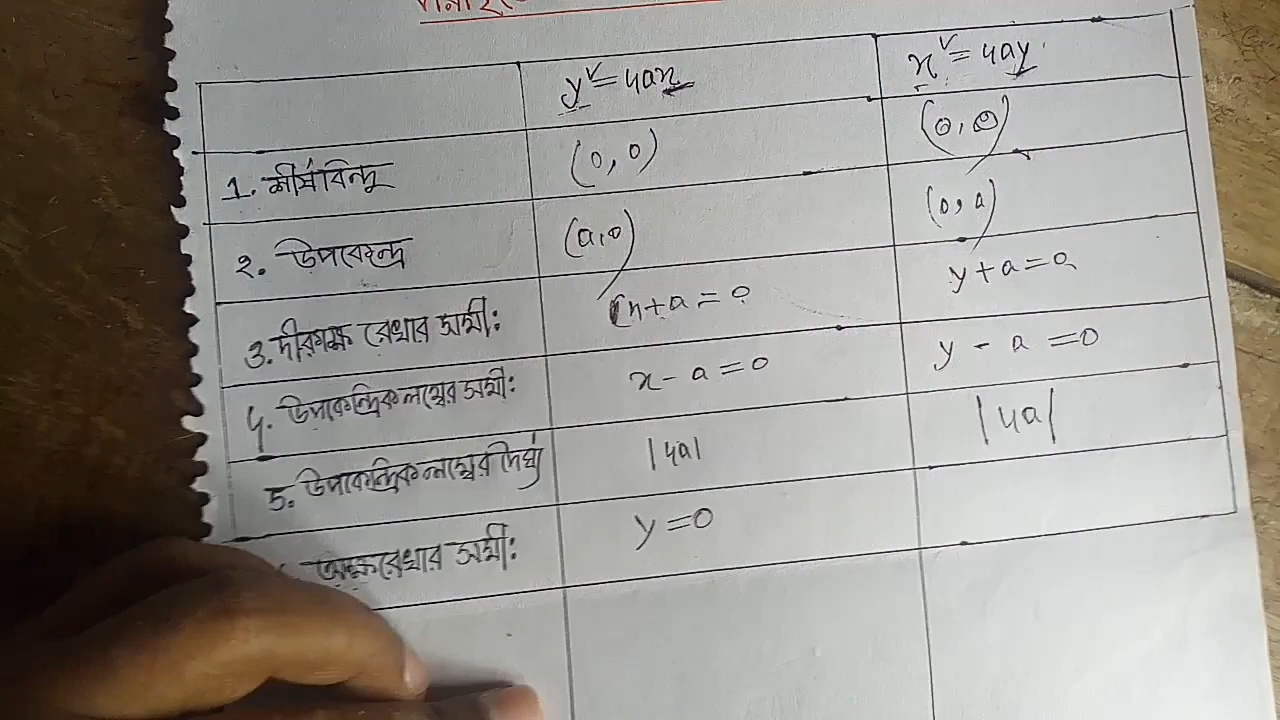 y² = 4ax x² = 4ay
1. শীর্ষবিন্দু (0, 0) (0, 0)
২. উপকেন্দ্র (a, 0) (0, a)
3. দিকাক্ষ রেখার সমী: x + a = 0 y + a = 0
4. উপকেন্দ্রিক লম্বের সমী: x - a = 0 y - a = 0
5. উপকেন্দ্রিক লম্বের দৈর্ঘ্য |4a| |4a|
অক্ষরেখার সমী: y = 0